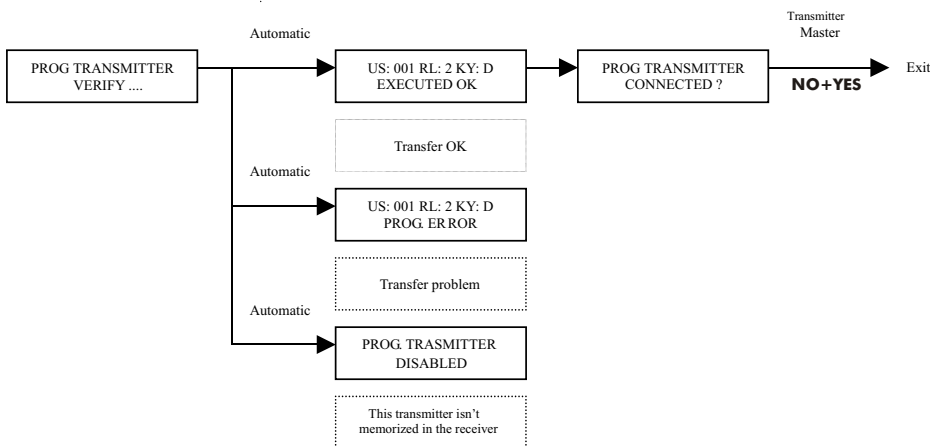 Automatic
Transmitter
Master
PROG TRANSMITTER
VERIFY ....
US: 001 RL: 2 KY: D
EXECUTED OK
PROG TRANSMITTER
CONNECTED ?
NO+YES
Exit
Transfer OK
Automatic
US: 001 RL: 2 KY: D
PROG. ERROR
Transfer problem
Automatic
PROG. TRASMITTER
DISABLED
This transmitter isn't
memorized in the receiver